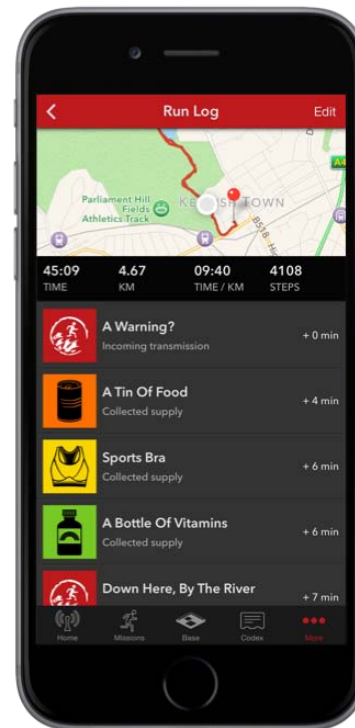 Run Log
Edit
Parliament Hill
Fields
Athletics Track
TOWN
45:09
TIME
4.67
KM
09:40
TIME / KM
4108
STEPS
A Warning?
Incoming transmission
+ 0 min
A Tin Of Food
Collected supply
+ 4 min
Sports Bra
Collected supply
+ 6 min
A Bottle Of Vitamins
Collected supply
+ 6 min
Down Here, By The River
+ 7 min
Home
Missions
Base
Codex
More